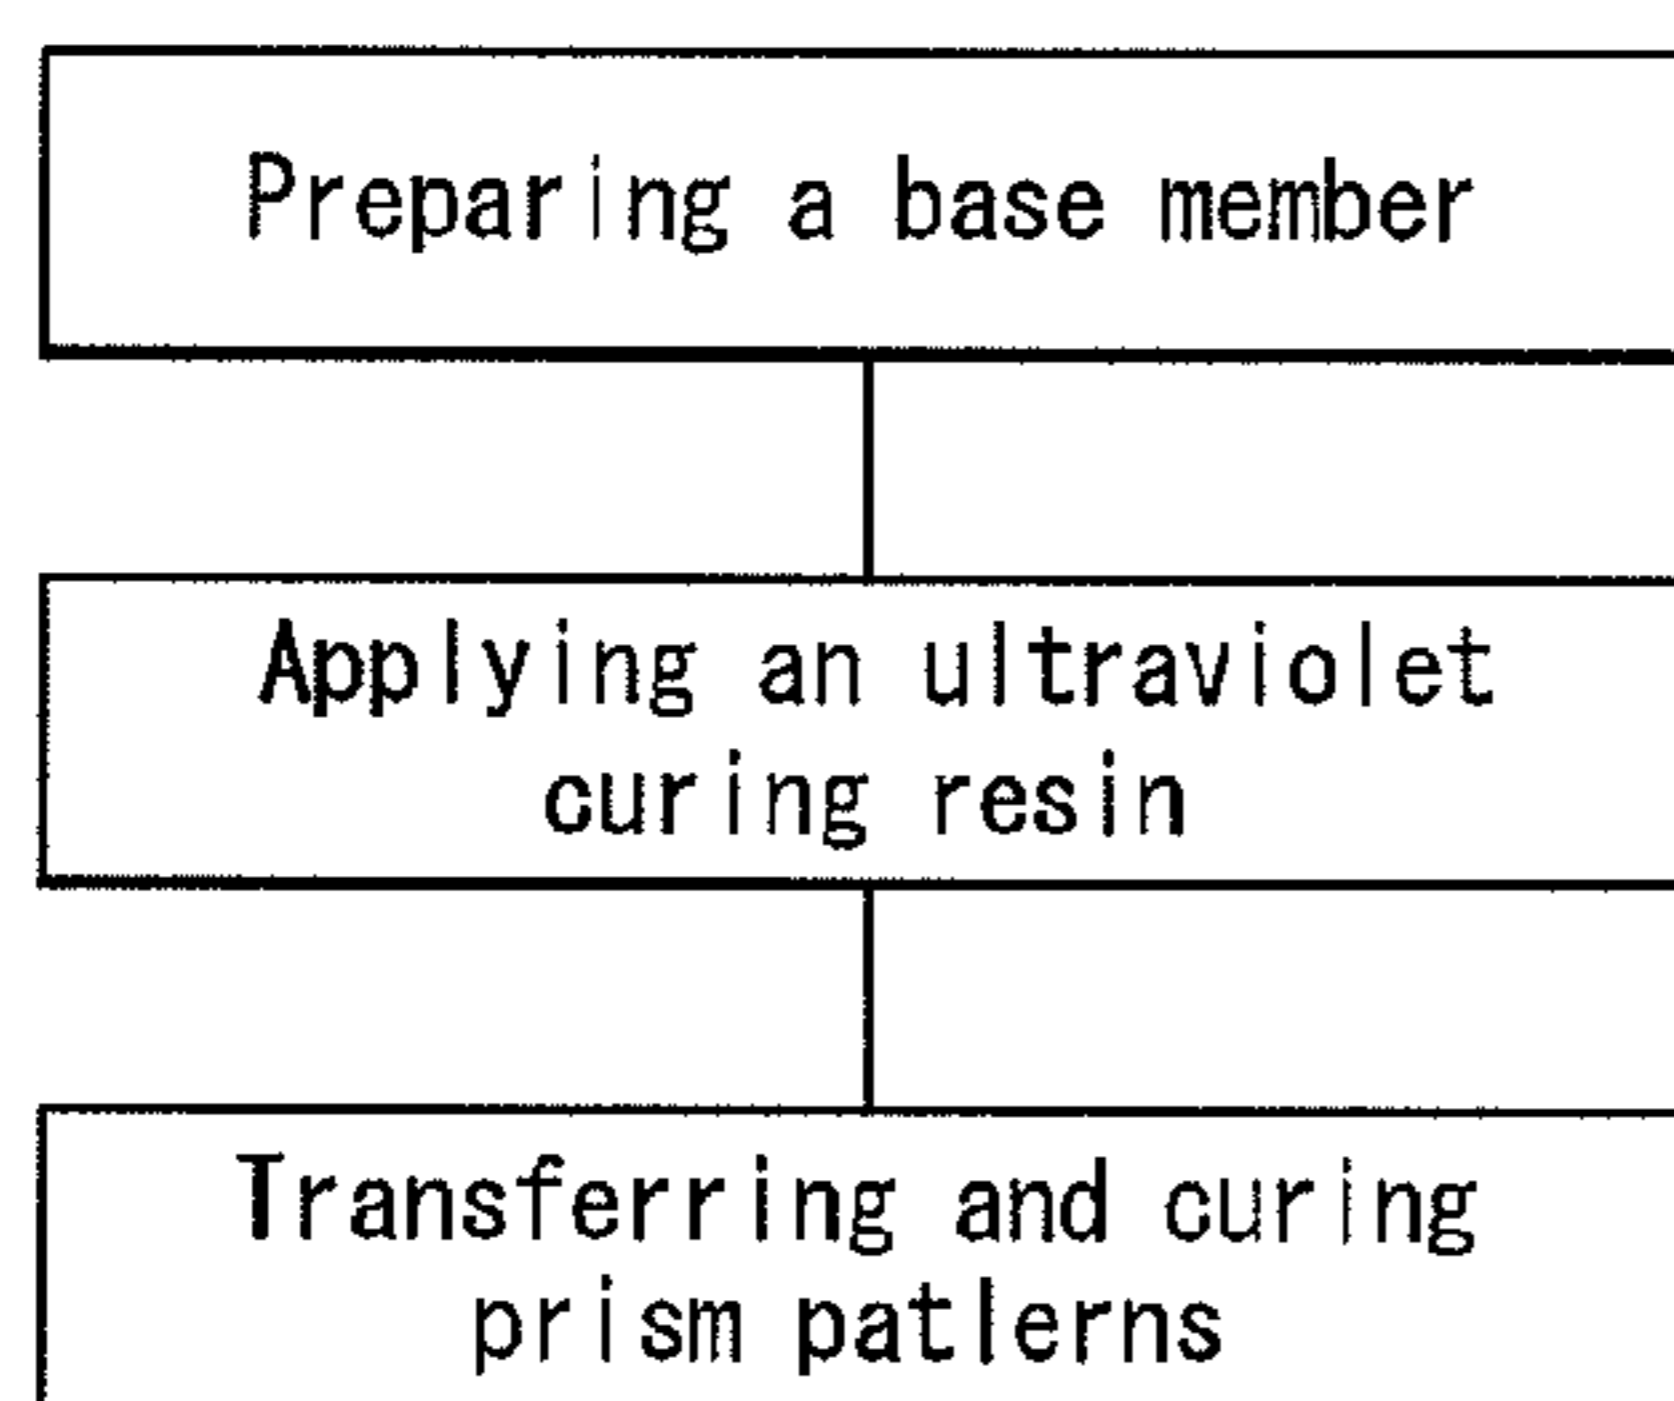 Preparing a base member
Applying an ultraviolet
curing resin
Transferring and curing
prism patlerns